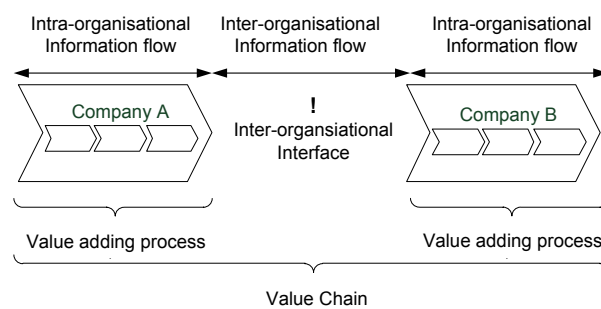 Intra-organisational
Information flow
Inter-organisational
Information flow
Intra-organisational
Information flow
Company A
!
Inter-organsiational
Interface
Company B
Value adding process
Value adding process
Value Chain